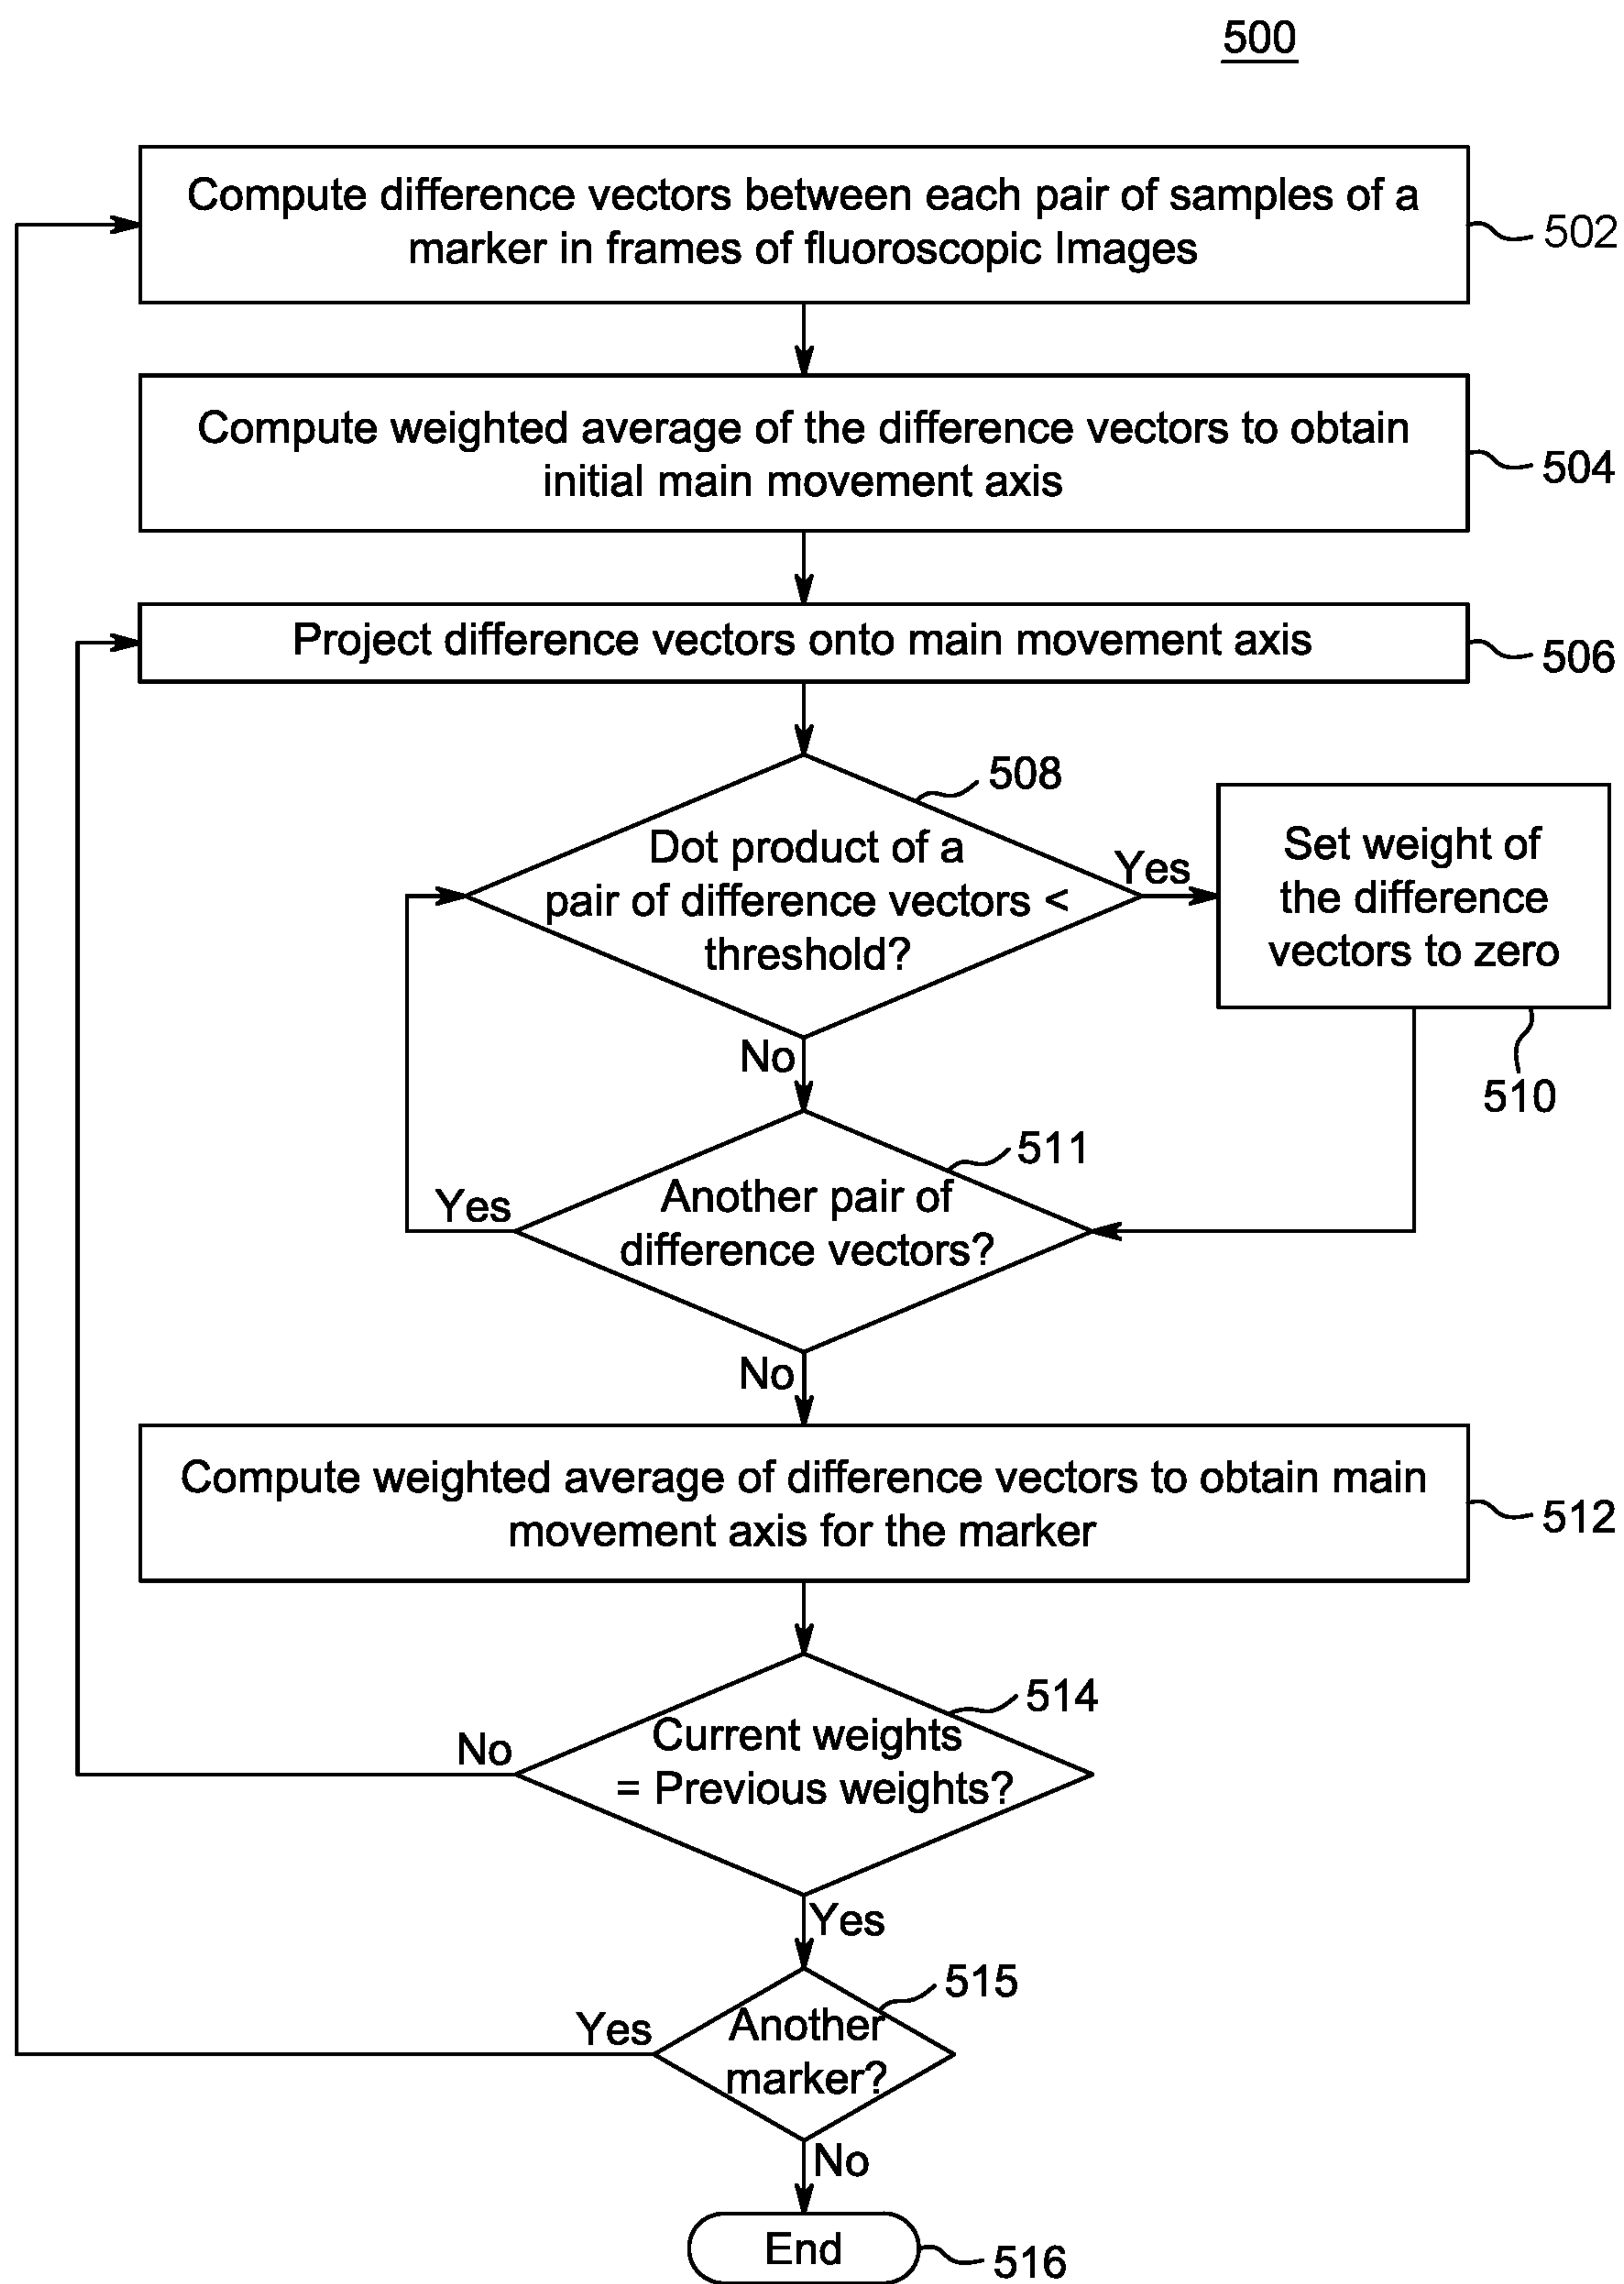 500
Compute difference vectors between each pair of samples of a
marker in frames of fluoroscopic Images
502
Compute weighted average of the difference vectors to obtain
initial main movement axis
504
Project difference vectors onto main movement axis
506
508
Dot product of a
pair of difference vectors <
threshold?
Yes
Set weight of
the difference
vectors to zero
510
No
511
Another pair of
difference vectors?
Yes
No
Compute weighted average of difference vectors to obtain main
movement axis for the marker
512
514
Current weights
= Previous weights?
No
Yes
515
Another
marker?
Yes
No
End
516